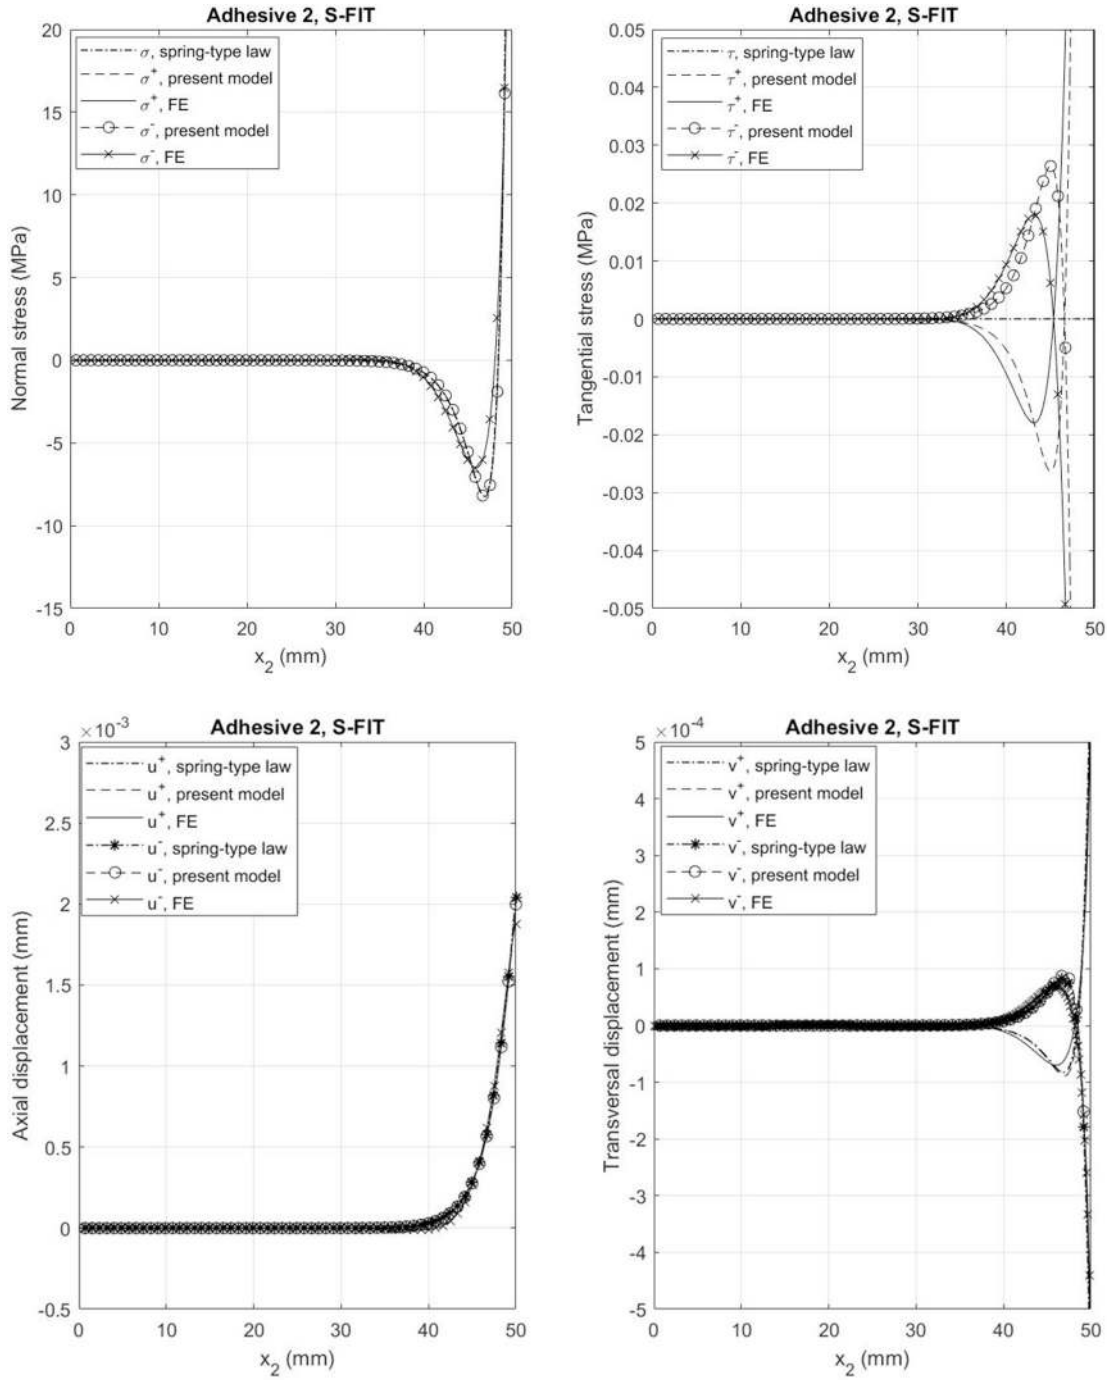 Adhesive 2, S-FIT
σ, spring-type law
σ+, present model
σ+, FE
σ-, present model
σ-, FE
Normal stress (MPa)
20
15
10
5
0
-5
-10
-15
0 10 20 30 40 50
x2 (mm)
Adhesive 2, S-FIT
τ, spring-type law
τ+, present model
τ+, FE
τ-, present model
τ-, FE
Tangential stress (MPa)
0.05
0.04
0.03
0.02
0.01
0
-0.01
-0.02
-0.03
-0.04
-0.05
0 10 20 30 40 50
x2 (mm)
Adhesive 2, S-FIT
×10-3
u+, spring-type law
u+, present model
u+, FE
u-, spring-type law
u-, present model
u-, FE
Axial displacement (mm)
3
2.5
2
1.5
1
0.5
0
-0.5
0 10 20 30 40 50
x2 (mm)
Adhesive 2, S-FIT
×10-4
v+, spring-type law
v+, present model
v+, FE
v-, spring-type law
v-, present model
v-, FE
Transversal displacement (mm)
5
4
3
2
1
0
-1
-2
-3
-4
-5
0 10 20 30 40 50
x2 (mm)